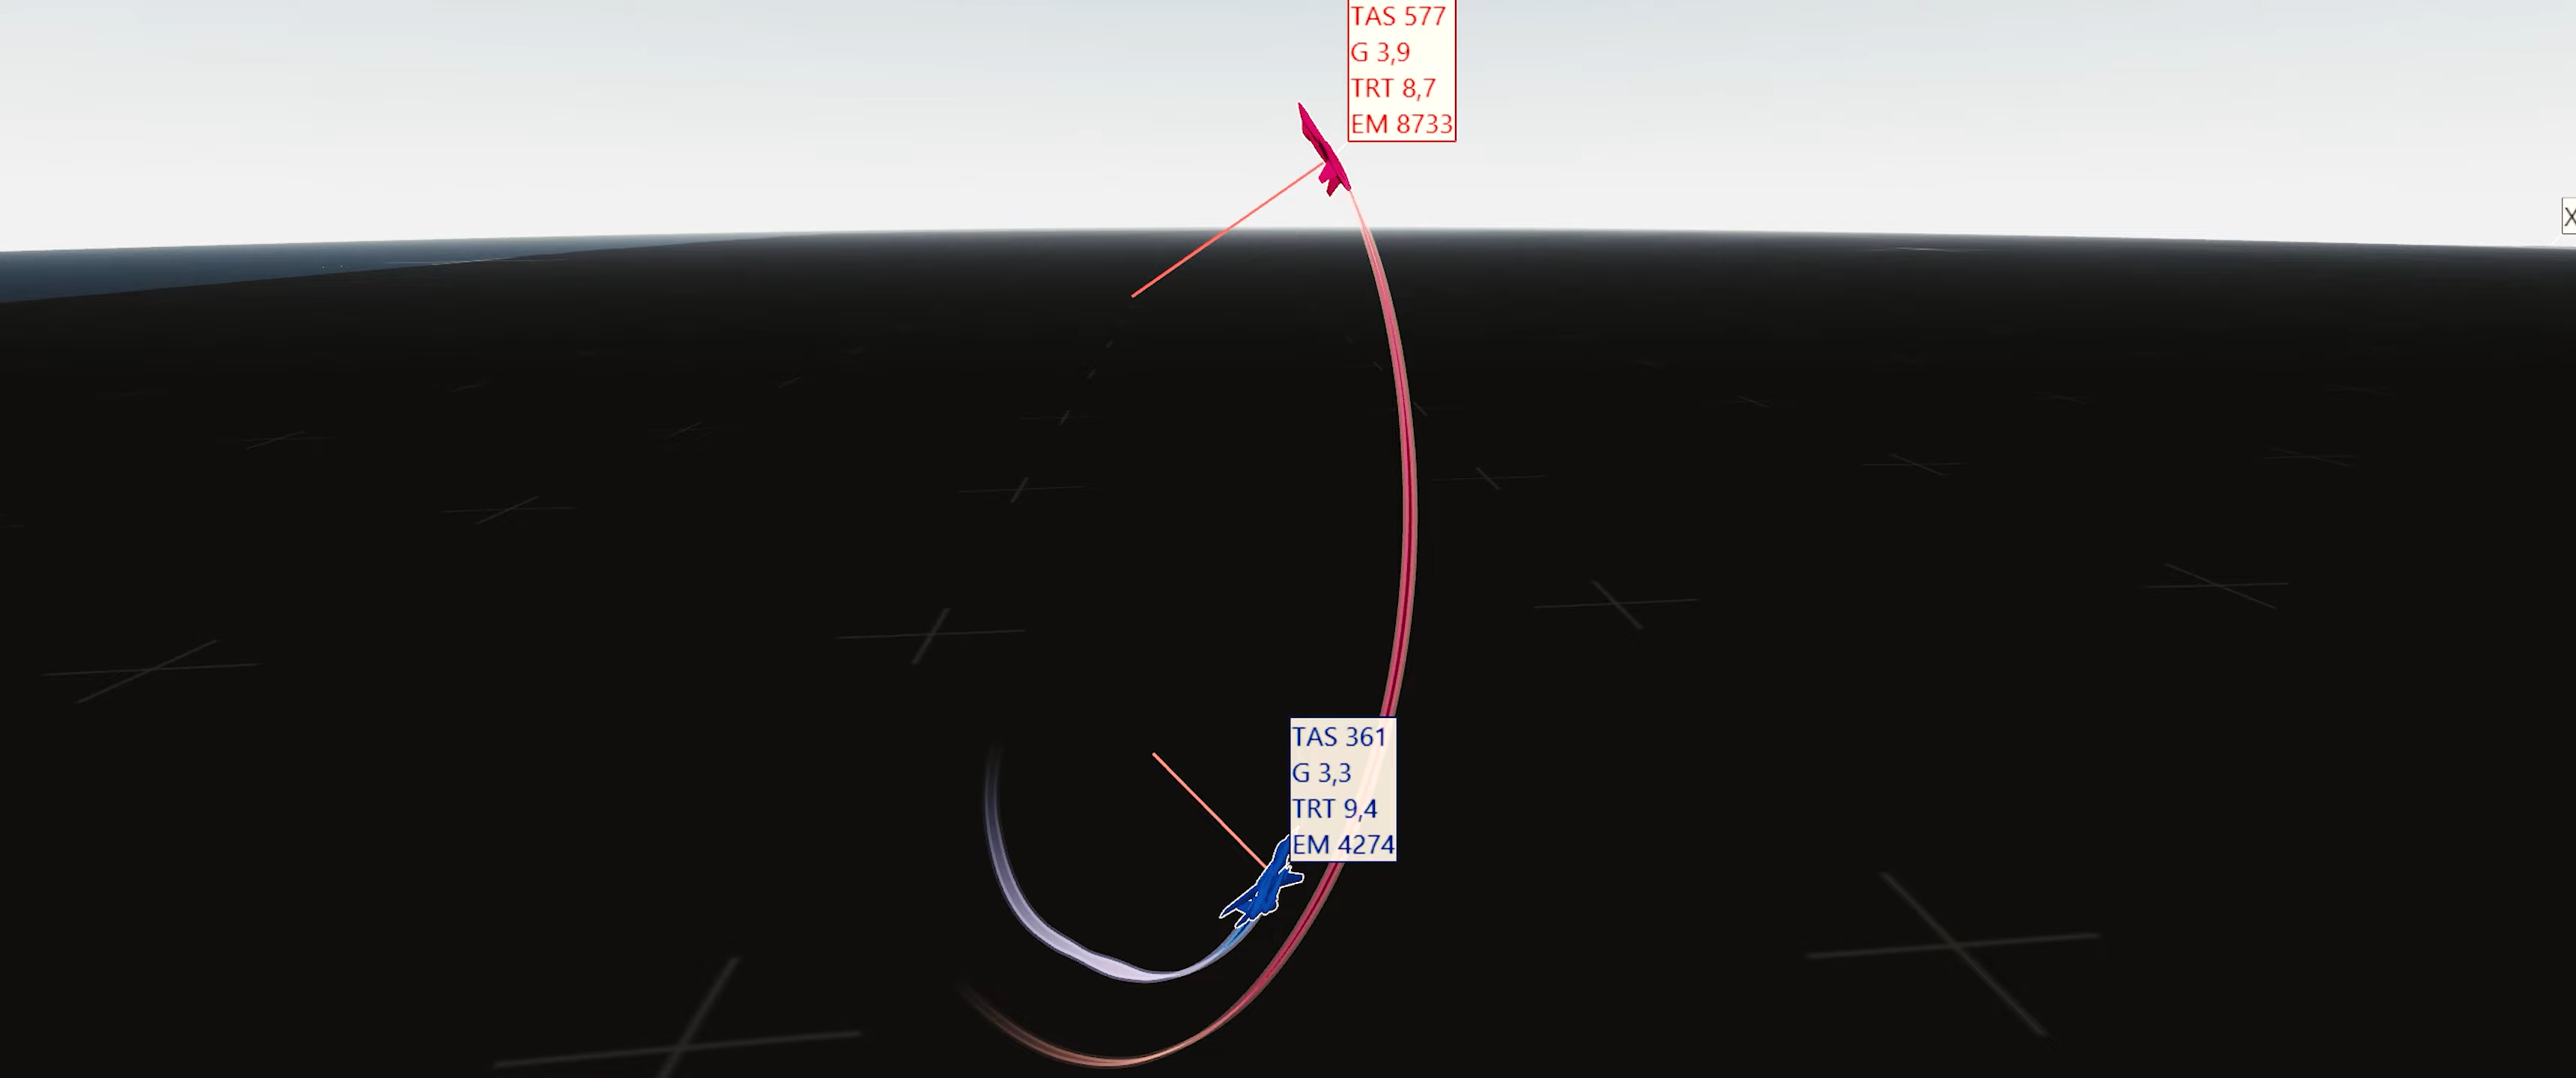 TAS 577
G 3,9
TRT 8,7
EM 8733
X
TAS 361
G 3,3
TRT 9,4
EM 4274